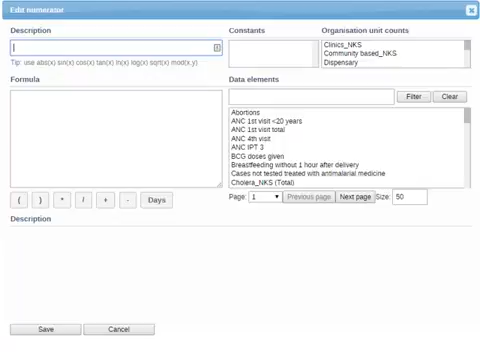 Edit numerator
Description
Tip: use abs(x) sin(x) cos(x) tan(x) ln(x) log(x) sqrt(x) mod(x,y)
Constants
Organisation unit counts
Clinics_NKS
Community based_NKS
Dispensary
Formula
Data elements
Filter
Clear
Abortions
ANC 1st visit <20 years
ANC 1st visit total
ANC 4th visit
ANC IPT 3
BCG doses given
Breastfeeding without 1 hour after delivery
Cases not tested treated with antimalarial medicine
Cholera_NKS (Total)
( ) * / + - Days
Page: 1 Previous page Next page Size: 50
Description
Save Cancel